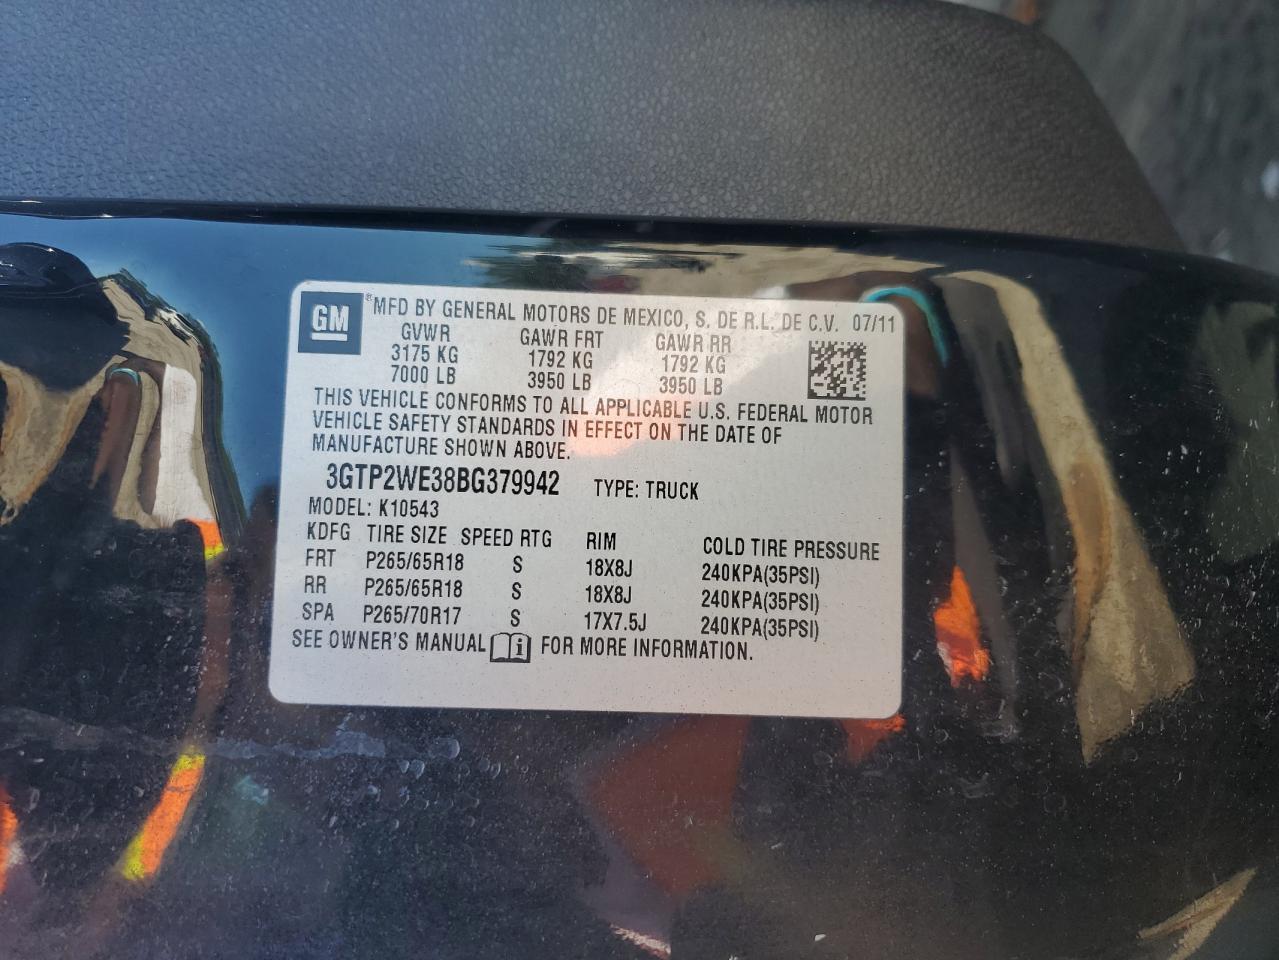 GM ® MFD BY GENERAL MOTORS DE MEXICO, S. DE R.L. DE C.V. 07/11
GVWR GAWR FRT GAWR RR
3175 KG 1792 KG 1792 KG
7000 LB 3950 LB 3950 LB
THIS VEHICLE CONFORMS TO ALL APPLICABLE U.S. FEDERAL MOTOR
VEHICLE SAFETY STANDARDS IN EFFECT ON THE DATE OF
MANUFACTURE SHOWN ABOVE.
3GTP2WE38BG379942 TYPE: TRUCK
MODEL: K10543
KDFG TIRE SIZE SPEED RTG RIM COLD TIRE PRESSURE
FRT P265/65R18 S 18X8J 240KPA(35PSI)
RR P265/65R18 S 18X8J 240KPA(35PSI)
SPA P265/70R17 S 17X7.5J 240KPA(35PSI)
SEE OWNER'S MANUAL i FOR MORE INFORMATION.